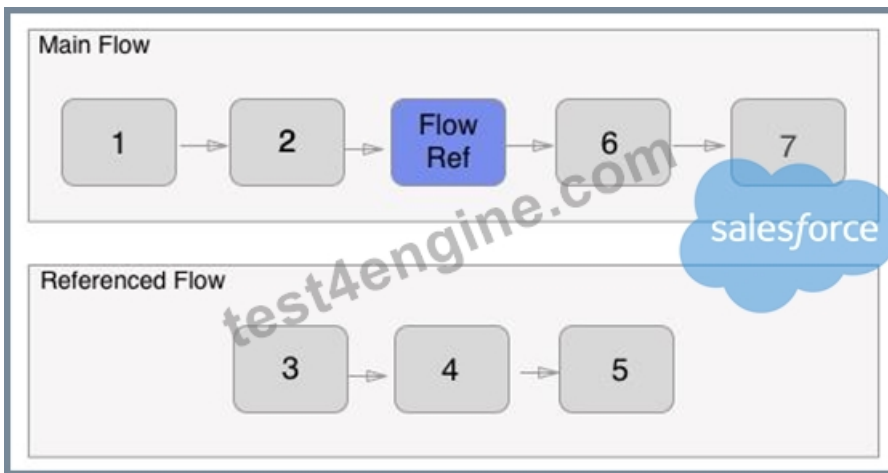 Main Flow
1
2
Flow
Ref
6
7
salesforce
test4engine.com
Referenced Flow
3
4
5